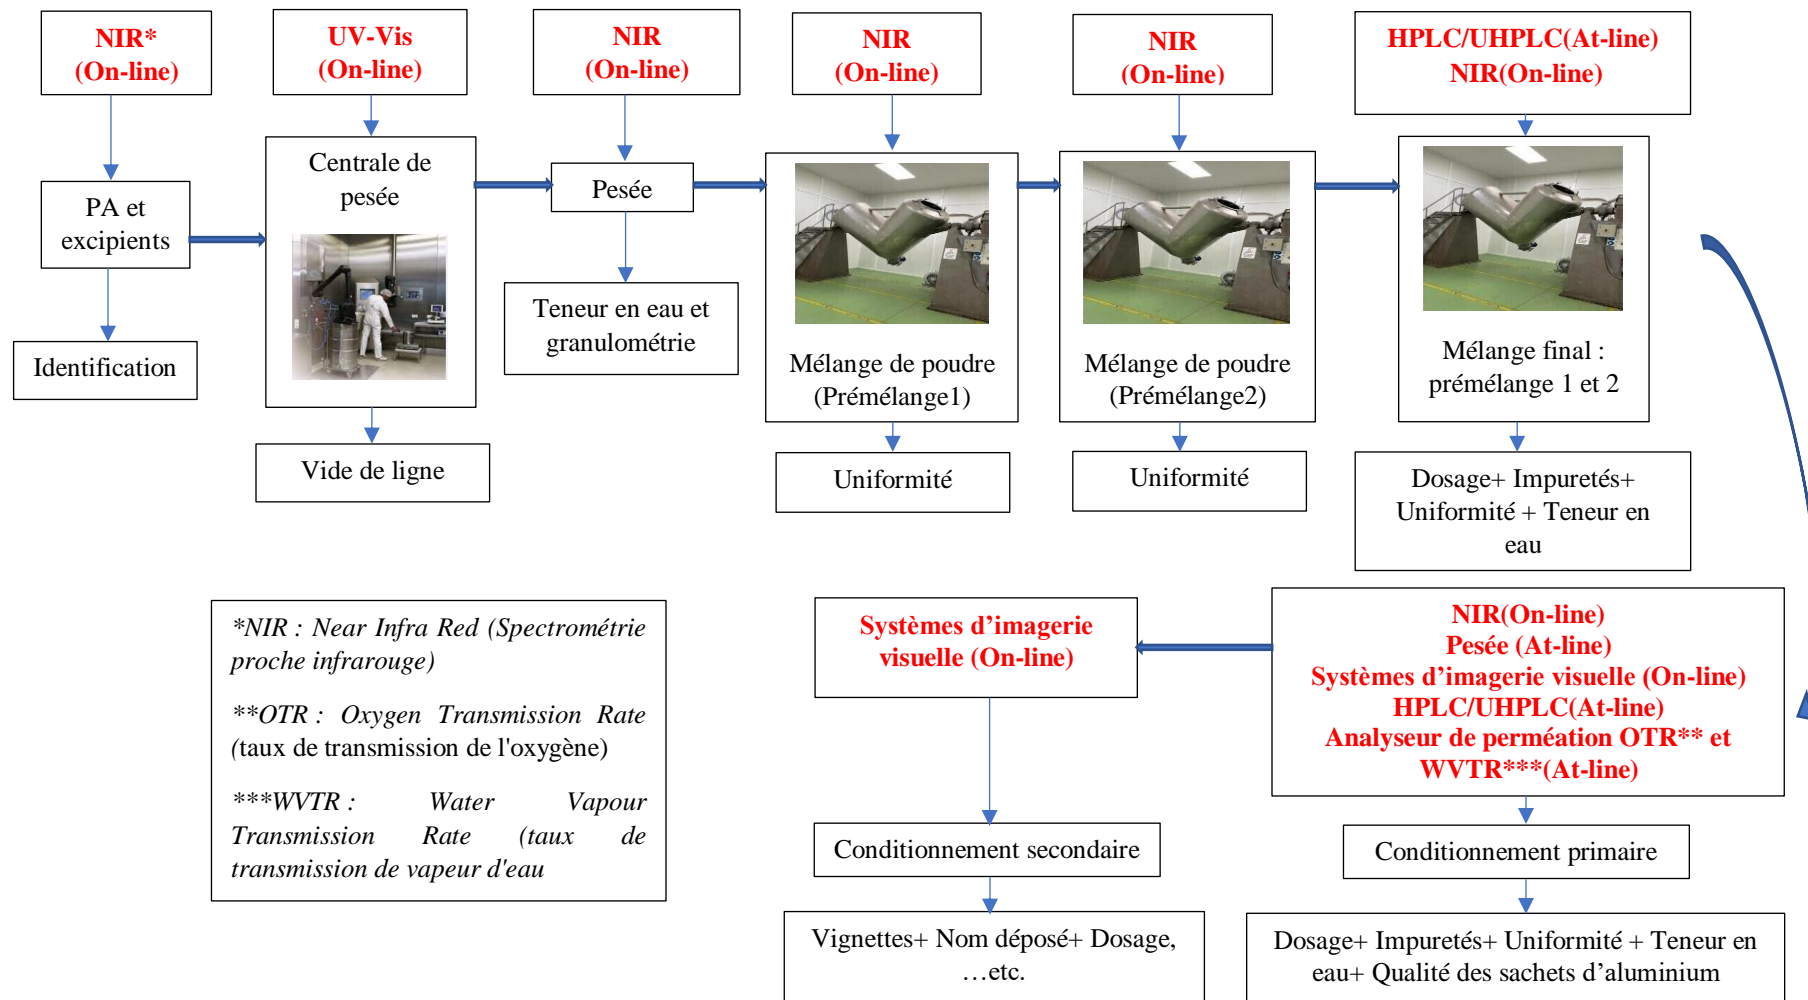 NIR*
(On-line)
UV-Vis
(On-line)
NIR
(On-line)
NIR
(On-line)
NIR
(On-line)
HPLC/UHPLC(At-line)
NIR(On-line)
PA et
excipients
Centrale de
pesée
Pesée
Mélange de poudre
(Prémélange1)
Mélange de poudre
(Prémélange2)
Mélange final :
prémélange 1 et 2
Identification
Vide de ligne
Teneur en eau et
granulométrie
Uniformité
Uniformité
Dosage+ Impuretés+
Uniformité + Teneur en
eau
*NIR : Near Infra Red (Spectrométrie
proche infrarouge)
**OTR : Oxygen Transmission Rate
(taux de transmission de l'oxygène)
***WVTR : Water Vapour
Transmission Rate (taux de
transmission de vapeur d'eau
Systèmes d’imagerie
visuelle (On-line)
NIR(On-line)
Pesée (At-line)
Systèmes d’imagerie visuelle (On-line)
HPLC/UHPLC(At-line)
Analyseur de perméation OTR** et
WVTR***(At-line)
Conditionnement secondaire
Conditionnement primaire
Vignettes+ Nom déposé+ Dosage,
…etc.
Dosage+ Impuretés+ Uniformité + Teneur en
eau+ Qualité des sachets d’aluminium